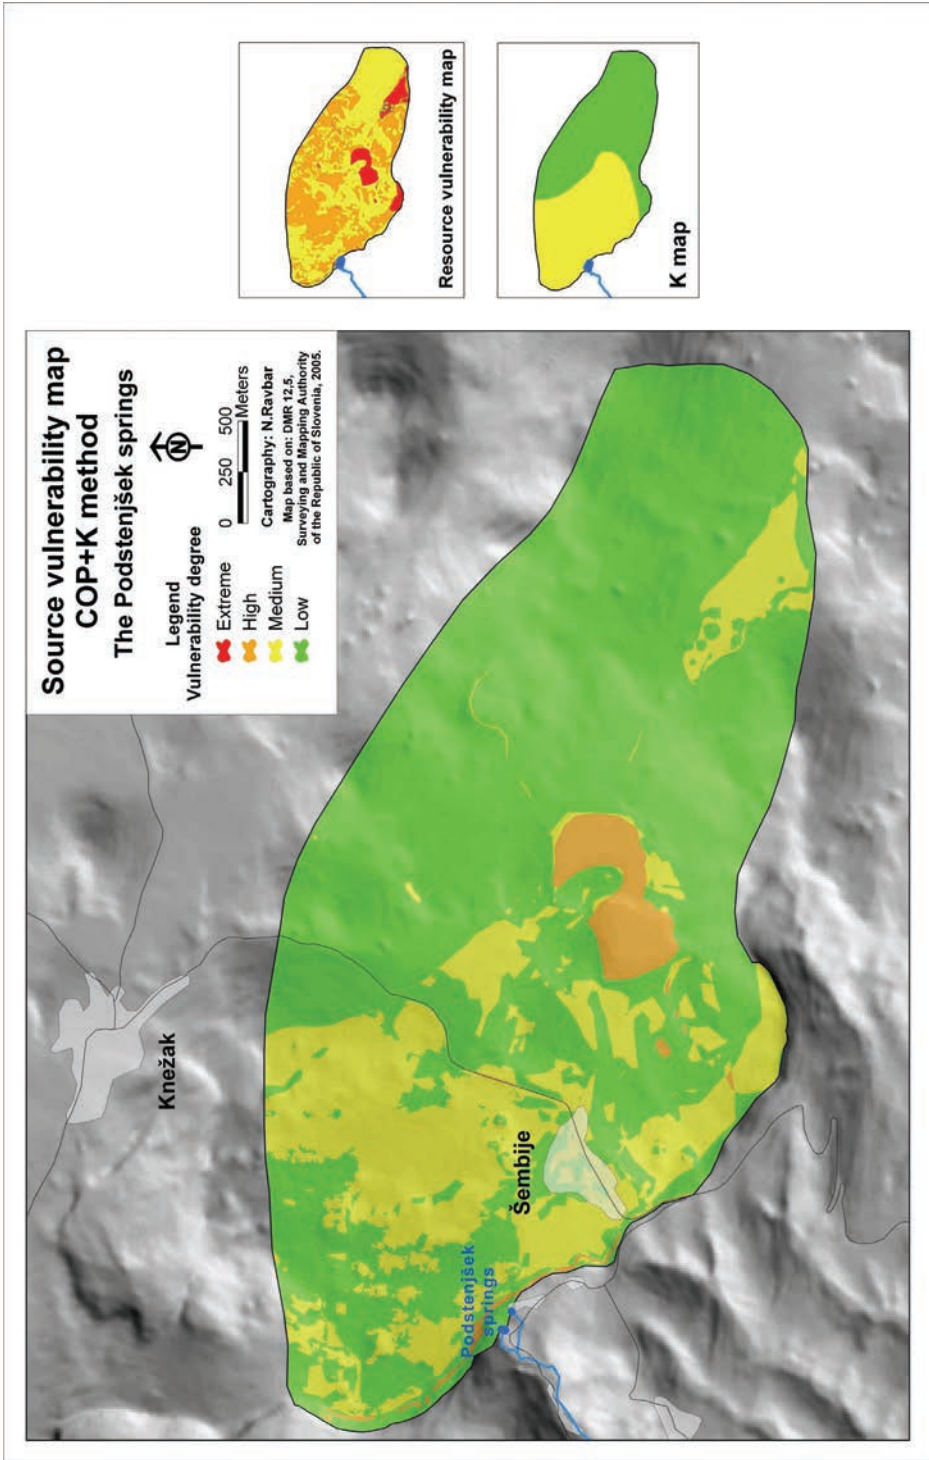 Source vulnerability map
COP+K method
The Podstenjšek springs
N
Legend
Vulnerability degree
Extreme
High
Medium
Low
0 250 500
Meters
Cartography: N.Ravbar
Map based on: DMR 12,5,
Surveying and Mapping Authority
of the Republic of Slovenia, 2005.
Knežak
Šembije
Podstenjšek
springs
Resource vulnerability map
K map